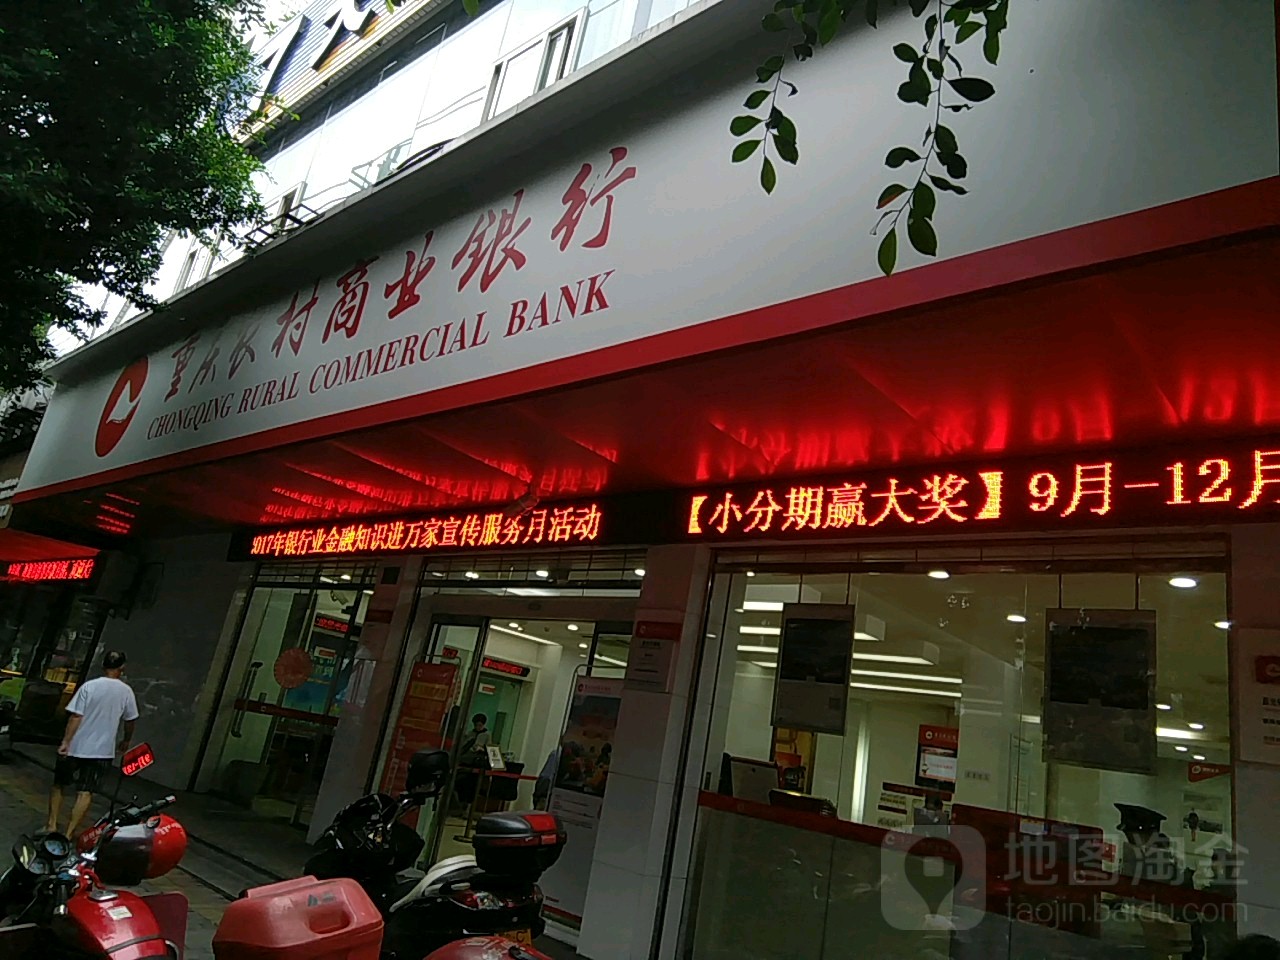 重庆农村商业银行
CHONGQING RURAL COMMERCIAL BANK
2017年银行业金融知识进万家宣传服务月活动
【小分期赢大奖】9月-12月
地图淘金
taojin.baidu.com